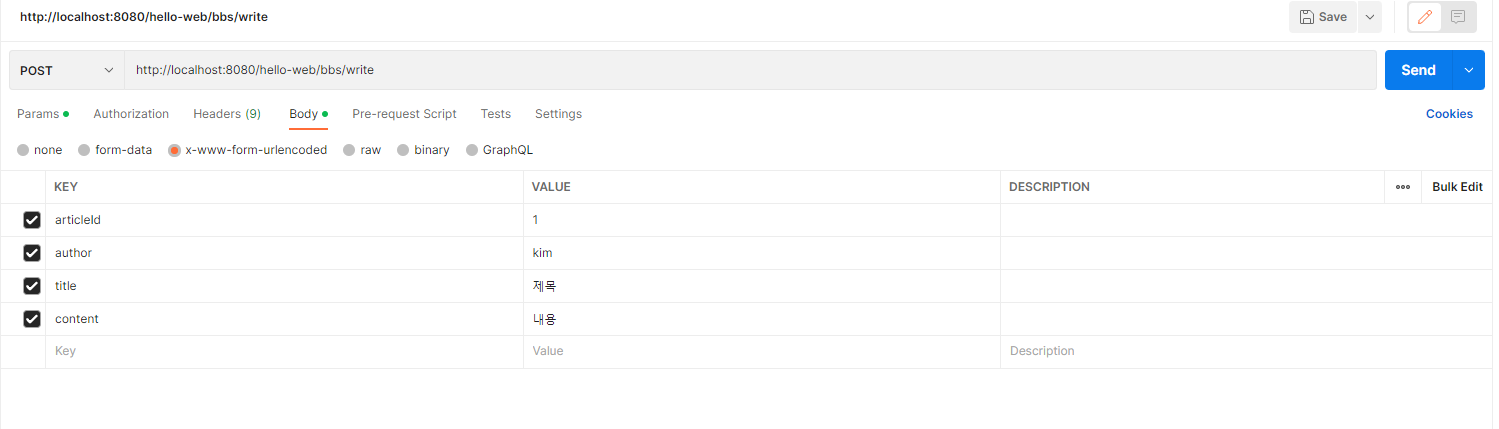 http://localhost:8080/hello-web/bbs/write Save
POST http://localhost:8080/hello-web/bbs/write Send
Params Authorization Headers (9) Body Pre-request Script Tests Settings Cookies
none form-data x-www-form-urlencoded raw binary GraphQL
KEY VALUE DESCRIPTION ••• Bulk Edit
articleId 1
author kim
title 제목
content 내용
Key Value Description